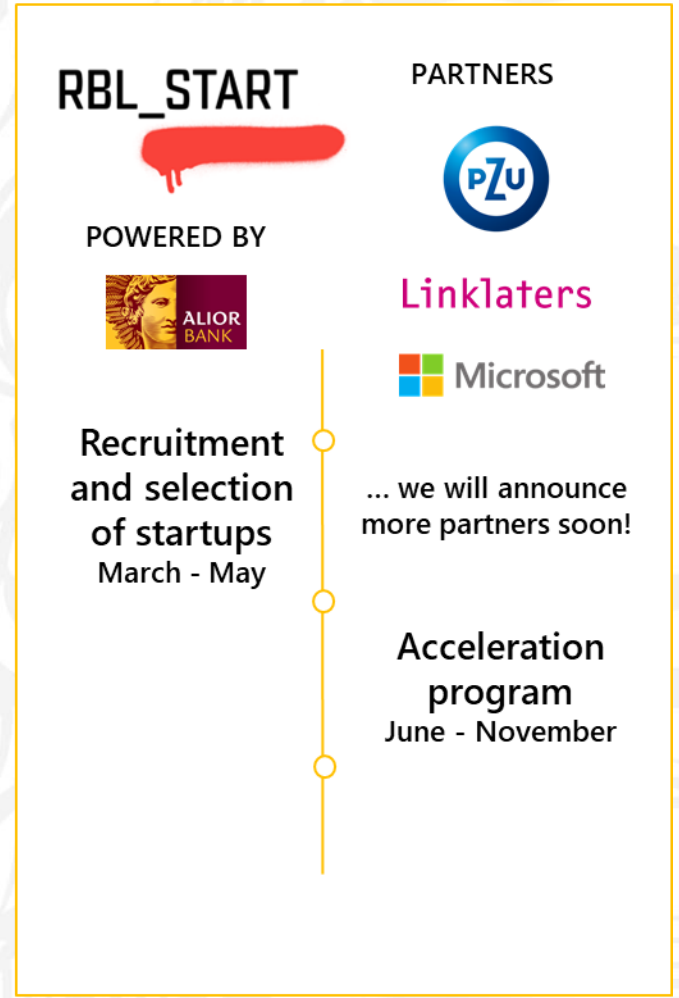 RBL_START
POWERED BY
ALIOR
BANK
PARTNERS
PZU
Linklaters
Microsoft
... we will announce
more partners soon!
Recruitment
and selection
of startups
March - May
Acceleration
program
June - November